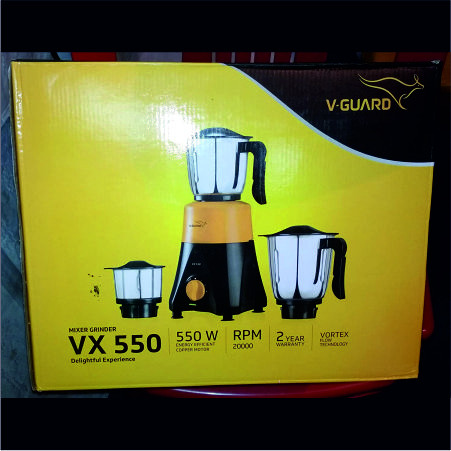 V-GUARD
MIXER GRINDER
VX 550
Delightful Experience
550 W
ENERGY EFFICIENT
COPPER MOTOR
RPM
20000
2 YEAR
WARRANTY
VORTEX
FLOW
TECHNOLOGY